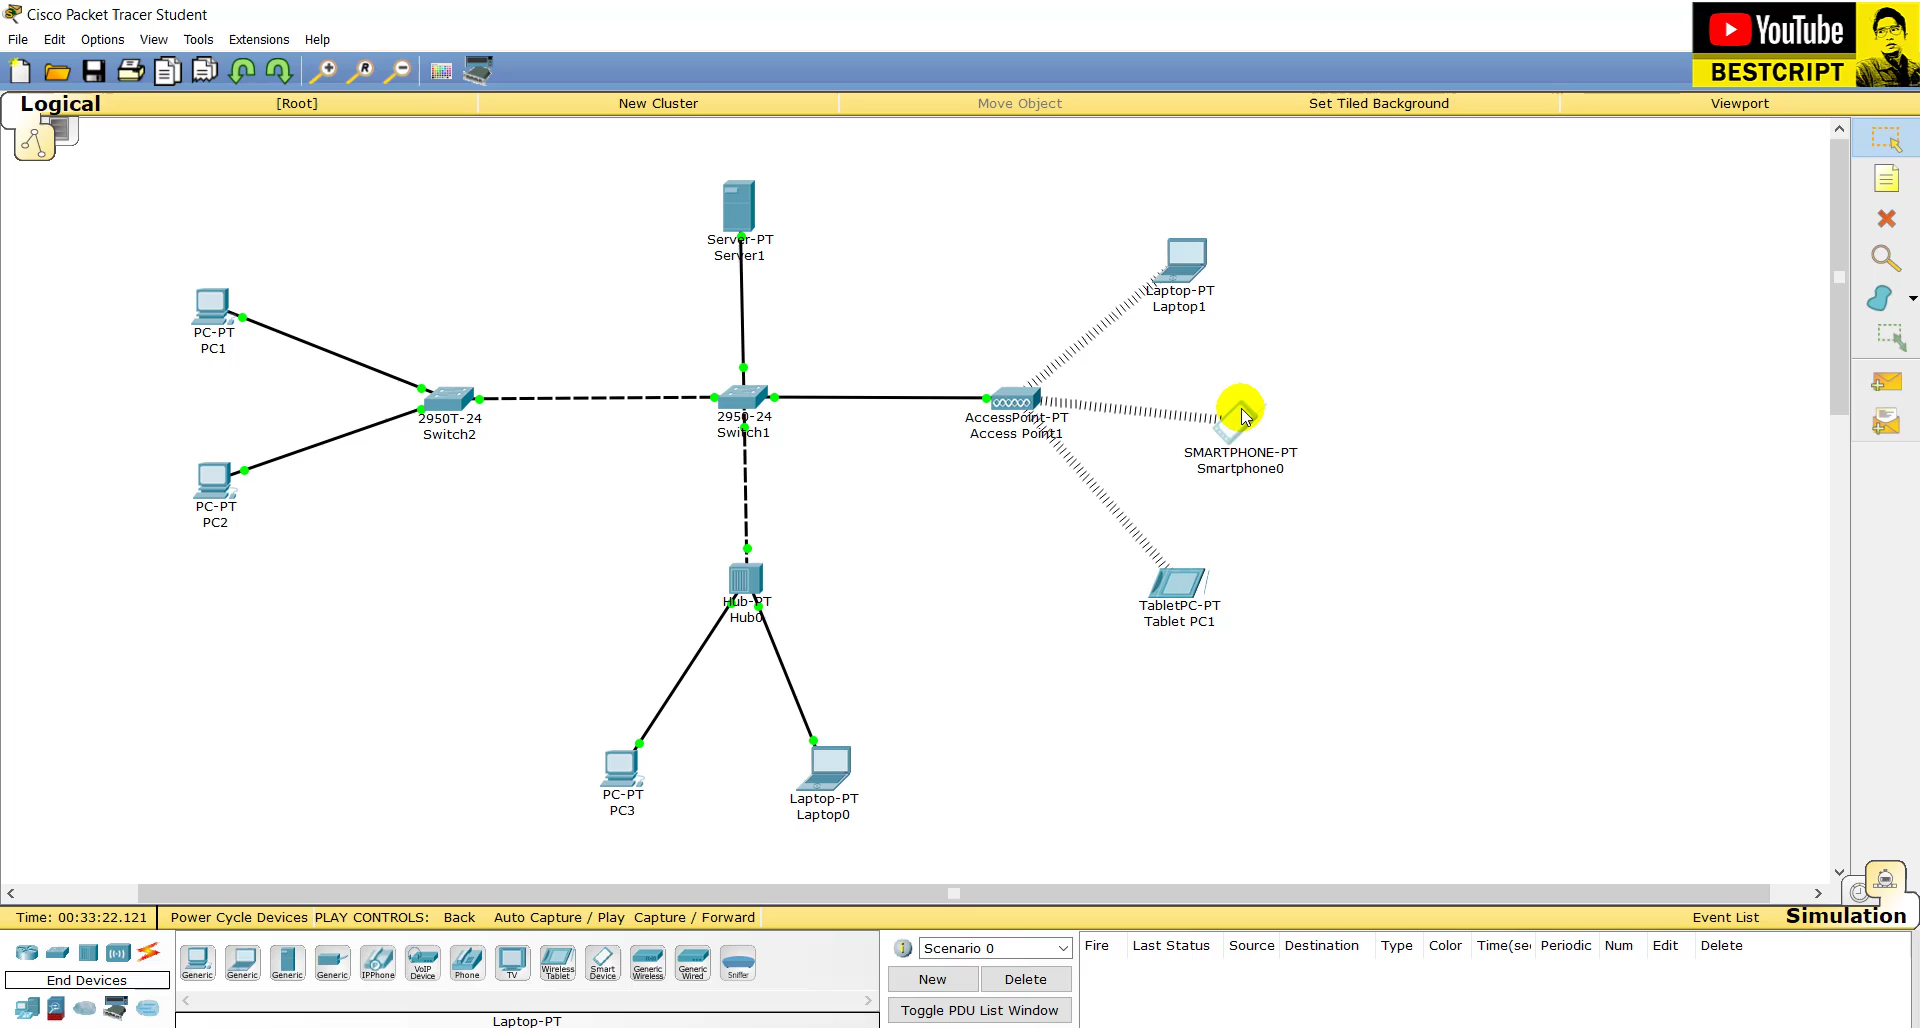 Cisco Packet Tracer Student
File Edit Options View Tools Extensions Help
YouTube
BESTCRIPT
Logical [Root] New Cluster Move Object Set Tiled Background Viewport
Server-PT
Server1
Laptop-PT
Laptop1
PC-PT
PC1
2950T-24
Switch2
2950-24
Switch1
AccessPoint-PT
Access Point1
SMARTPHONE-PT
Smartphone0
PC-PT
PC2
Hub-PT
Hub0
TabletPC-PT
Tablet PC1
PC-PT
PC3
Laptop-PT
Laptop0
Time: 00:33:22.121 Power Cycle Devices PLAY CONTROLS: Back Auto Capture / Play Capture / Forward Event List Simulation
End Devices
Generic Generic Generic Generic IPPhone VoIP Device Phone TV Wireless Tablet Smart Device Generic Wireless Generic Wired Sniffer
Laptop-PT
Scenario 0
New Delete
Toggle PDU List Window
Fire Last Status Source Destination Type Color Time(se Periodic Num Edit Delete